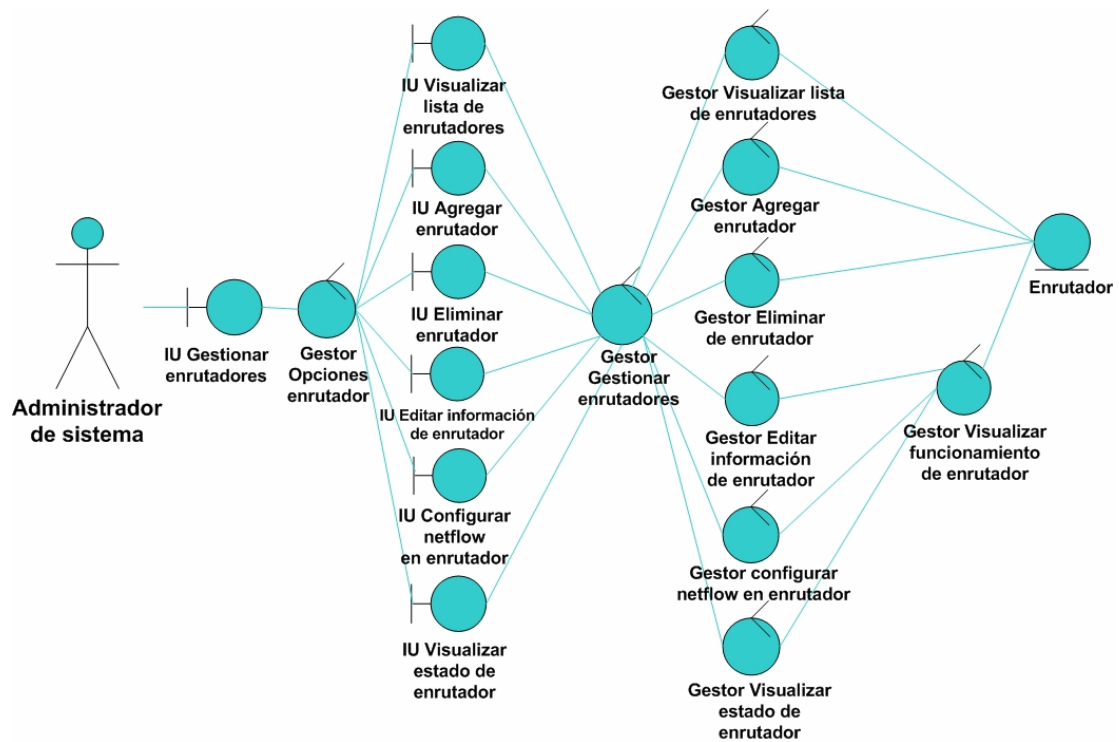 Administrador
de sistema
IU Gestionar
enrutadores
Gestor
Opciones
enrutador
IU Visualizar
lista de
enrutadores
IU Agregar
enrutador
IU Eliminar
enrutador
IU Editar información
de enrutador
IU Configurar
netflow
en enrutador
IU Visualizar
estado de
enrutador
Gestor
Gestionar
enrutadores
Gestor Visualizar lista
de enrutadores
Gestor Agregar
enrutador
Gestor Eliminar
de enrutador
Gestor Editar
información
de enrutador
Gestor configurar
netflow en enrutador
Gestor Visualizar
estado de
enrutador
Gestor Visualizar
funcionamiento
de enrutador
Enrutador